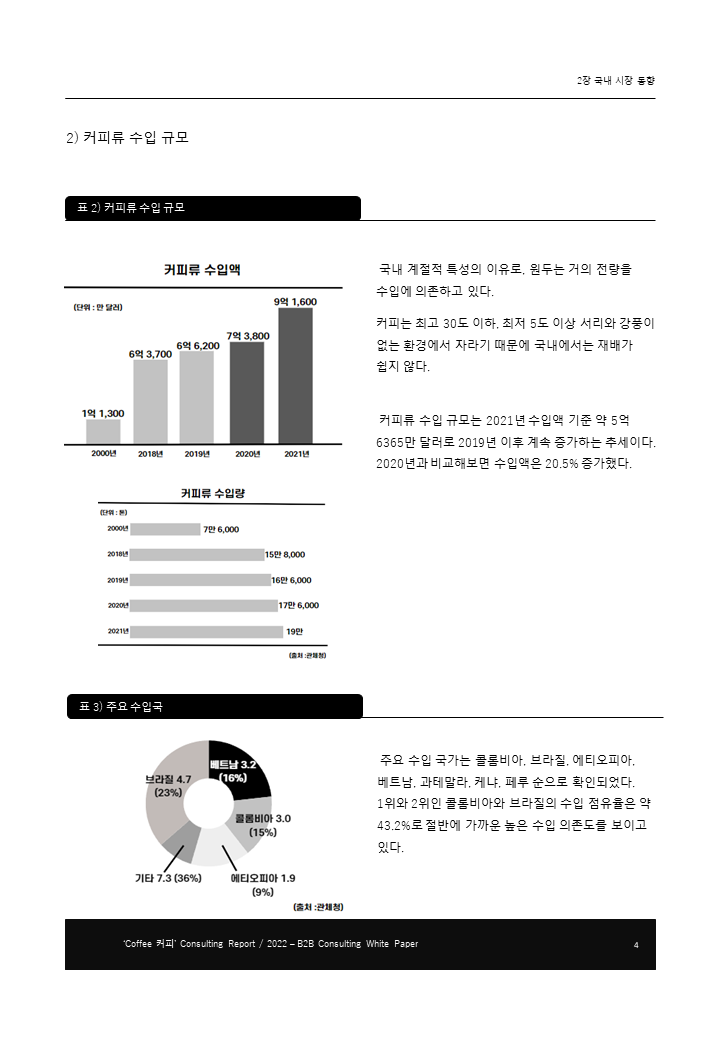 2장 국내 시장 동향
2) 커피류 수입 규모
표 2) 커피류 수입 규모
커피류 수입액
(단위 : 만 달러)
1억 1,300
6억 3,700
6억 6,200
7억 3,800
9억 1,600
2000년
2018년
2019년
2020년
2021년
커피류 수입량
(단위 : 톤)
2000년 7만 6,000
2018년 15만 8,000
2019년 16만 6,000
2020년 17만 6,000
2021년 19만
(출처 :관체청)
국내 계절적 특성의 이유로, 원두는 거의 전량을
수입에 의존하고 있다.
커피는 최고 30도 이하, 최저 5도 이상 서리와 강풍이
없는 환경에서 자라기 때문에 국내에서는 재배가
쉽지 않다.
커피류 수입 규모는 2021년 수입액 기준 약 5억
6365만 달러로 2019년 이후 계속 증가하는 추세이다.
2020년과 비교해보면 수입액은 20.5% 증가했다.
표 3) 주요 수입국
베트남 3.2
(16%)
브라질 4.7
(23%)
콜롬비아 3.0
(15%)
기타 7.3 (36%)
에티오피아 1.9
(9%)
(출처 :관체청)
주요 수입 국가는 콜롬비아, 브라질, 에티오피아,
베트남, 과테말라, 케냐, 페루 순으로 확인되었다.
1위와 2위인 콜롬비아와 브라질의 수입 점유율은 약
43.2%로 절반에 가까운 높은 수입 의존도를 보이고
있다.
‘Coffee 커피’ Consulting Report / 2022 – B2B Consulting White Paper
4